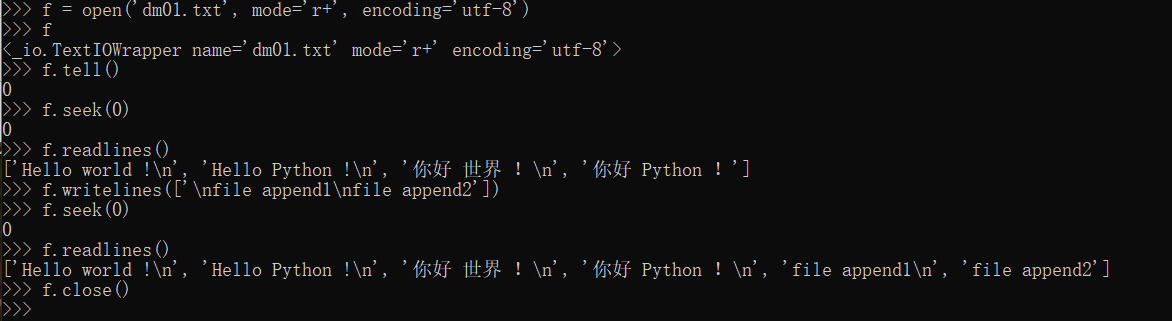 >>> f = open('dm01.txt', mode='r+', encoding='utf-8')
>>> f
<_io.TextIOWrapper name='dm01.txt' mode='r+' encoding='utf-8'>
>>> f.tell()
0
>>> f.seek(0)
0
>>> f.readlines()
['Hello world !\n', 'Hello Python !\n', '你好 世界 ！\n', '你好 Python ！']
>>> f.writelines(['\nfile append1\nfile append2'])
>>> f.seek(0)
0
>>> f.readlines()
['Hello world !\n', 'Hello Python !\n', '你好 世界 ！\n', '你好 Python ！\n', 'file append1\n', 'file append2']
>>> f.close()
>>>